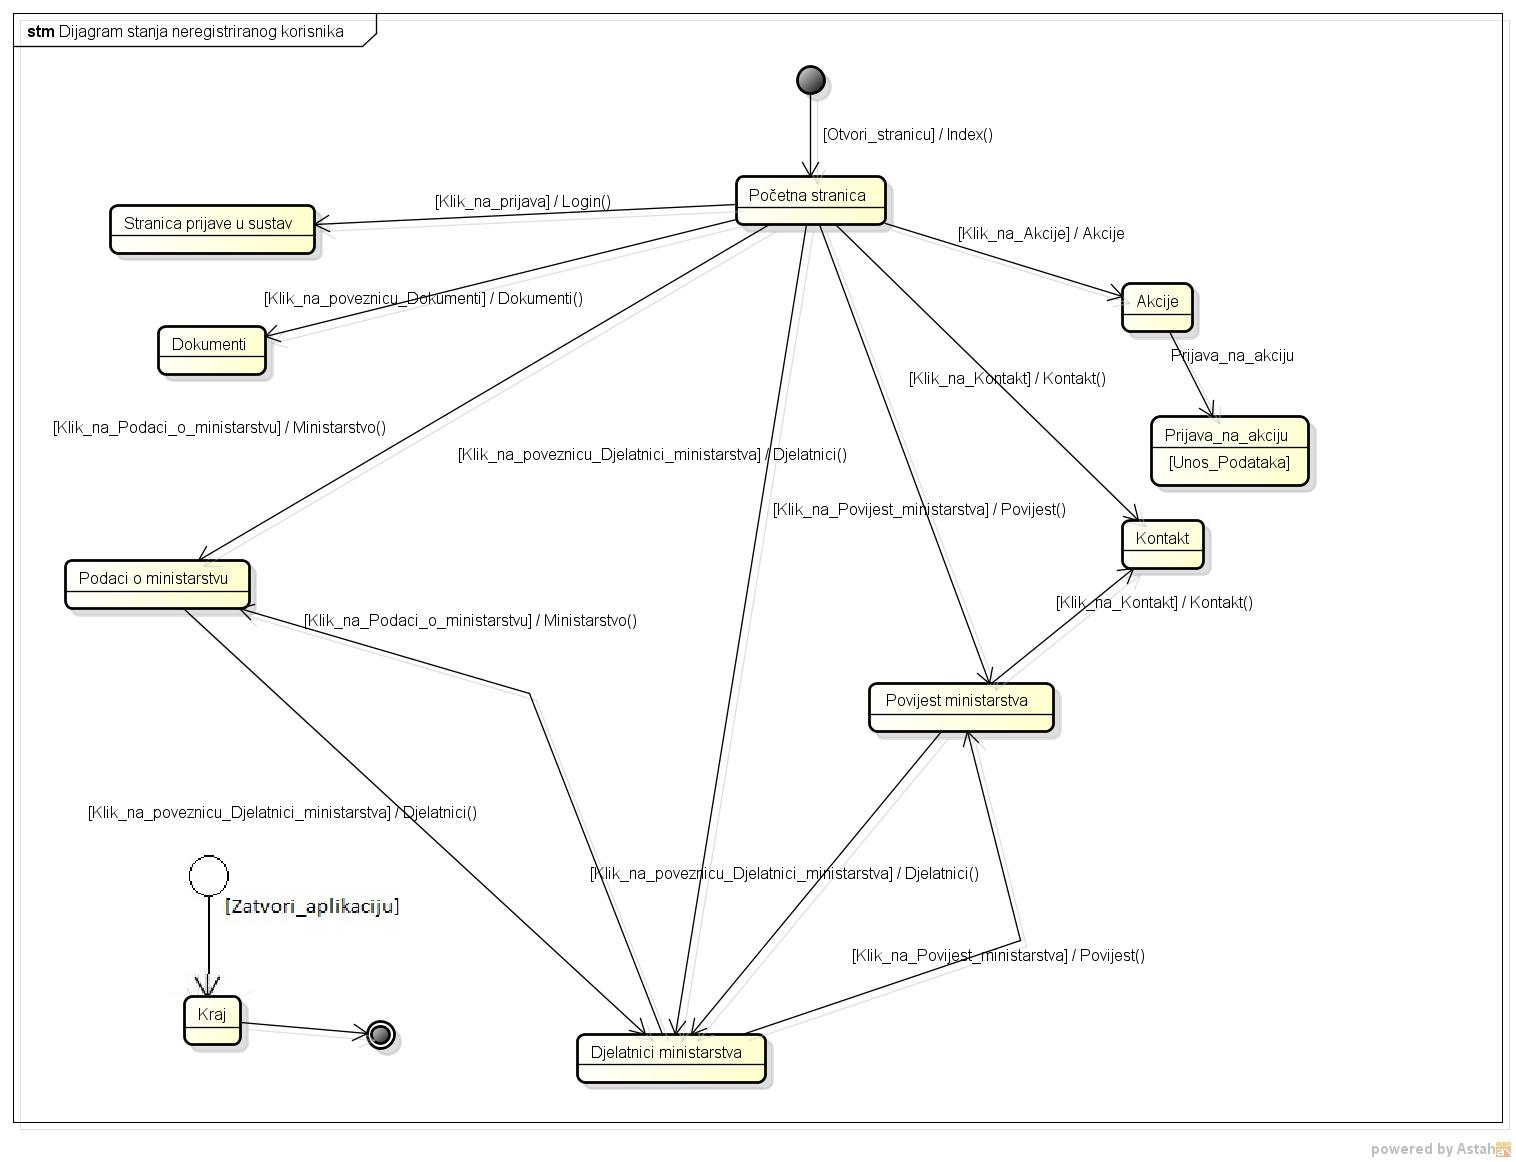 stm Dijagram stanja neregistriranog korisnika
[Otvori_stranicu] / Index()
Početna stranica
[Klik_na_prijava] / Login()
Stranica prijave u sustav
[Klik_na_Akcije] / Akcije
[Klik_na_poveznicu_Dokumenti] / Dokumenti()
Akcije
Dokumenti
Prijava_na_akciju
[Klik_na_Kontakt] / Kontakt()
[Klik_na_Podaci_o_ministarstvu] / Ministarstvo()
Prijava_na_akciju
[Unos_Podataka]
[Klik_na_poveznicu_Djelatnici_ministarstva] / Djelatnici()
[Klik_na_Povijest_ministarstva] / Povijest()
Kontakt
Podaci o ministarstvu
[Klik_na_Kontakt] / Kontakt()
[Klik_na_Podaci_o_ministarstvu] / Ministarstvo()
Povijest ministarstva
[Klik_na_poveznicu_Djelatnici_ministarstva] / Djelatnici()
[Klik_na_poveznicu_Djelatnici_ministarstva] / Djelatnici()
[Zatvori_aplikaciju]
[Klik_na_Povijest_ministarstva] / Povijest()
Kraj
Djelatnici ministarstva
powered by Astah